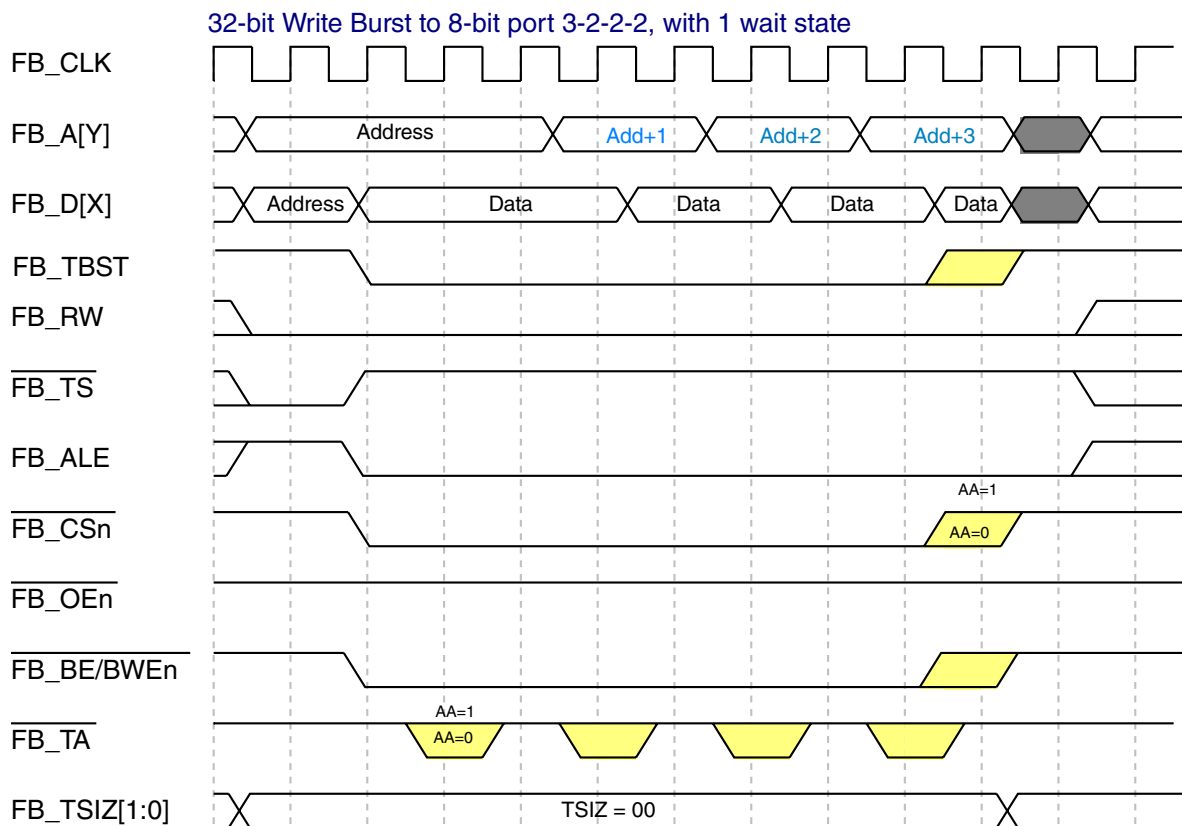 32-bit Write Burst to 8-bit port 3-2-2-2, with 1 wait state
FB_CLK
FB_A[Y] Address Add+1 Add+2 Add+3
FB_D[X] Address Data Data Data Data
FB_TBST
FB_RW
FB_TS
FB_ALE
AA=1
FB_CSn AA=0
FB_OEn
FB_BE/BWEn
AA=1
FB_TA AA=0
FB_TSIZ[1:0] TSIZ = 00